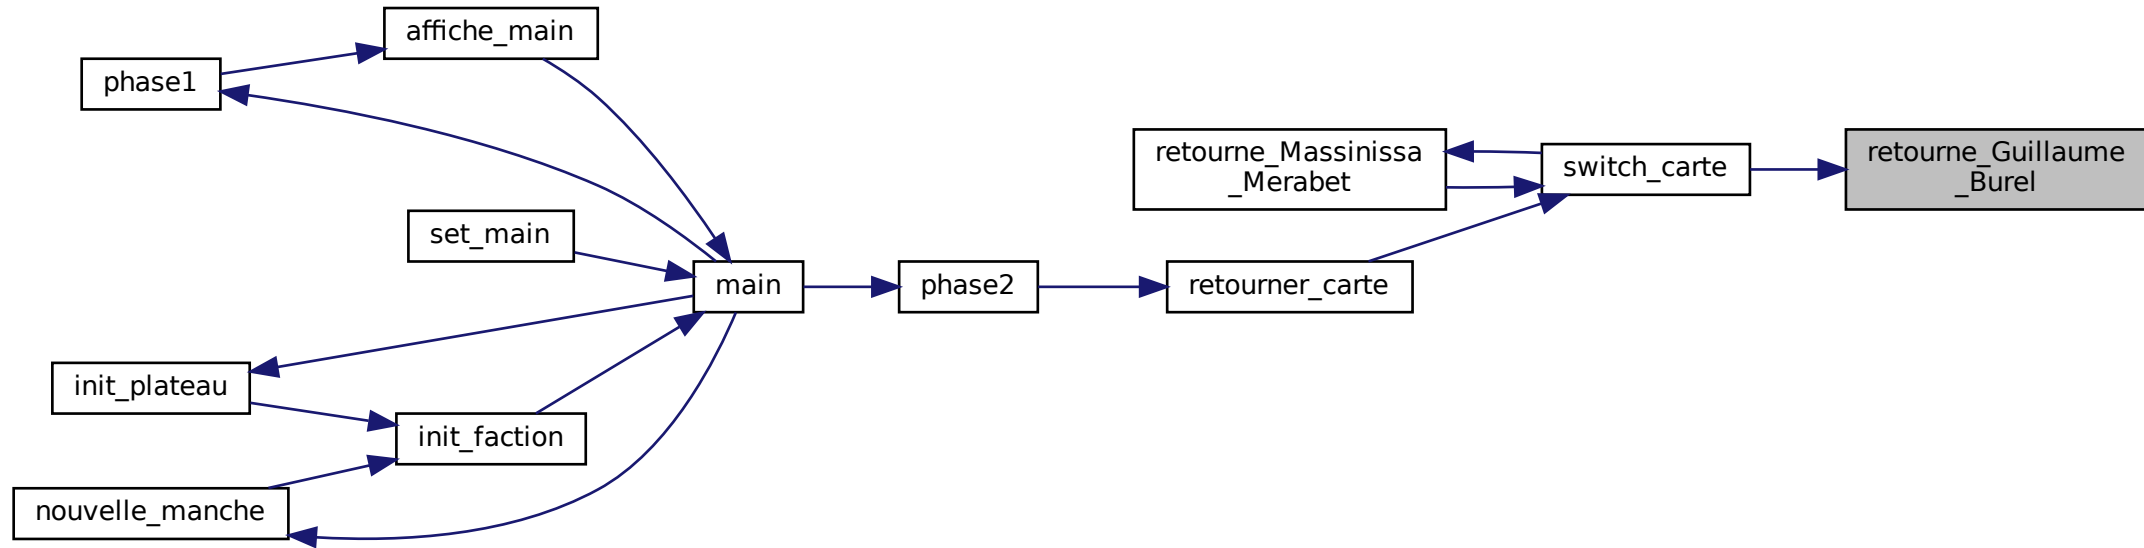 affiche_main
phase1
retourne_Massinissa
_Merabet
switch_carte
retourne_Guillaume
_Burel
set_main
main
phase2
retourner_carte
init_plateau
init_faction
nouvelle_manche